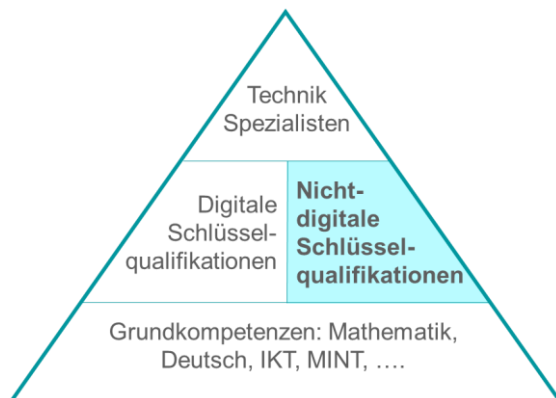 Technik
Spezialisten
Digitale
Schlüssel-
qualifikationen
Nicht-
digitale
Schlüssel-
qualifikationen
Grundkompetenzen: Mathematik,
Deutsch, IKT, MINT, ….